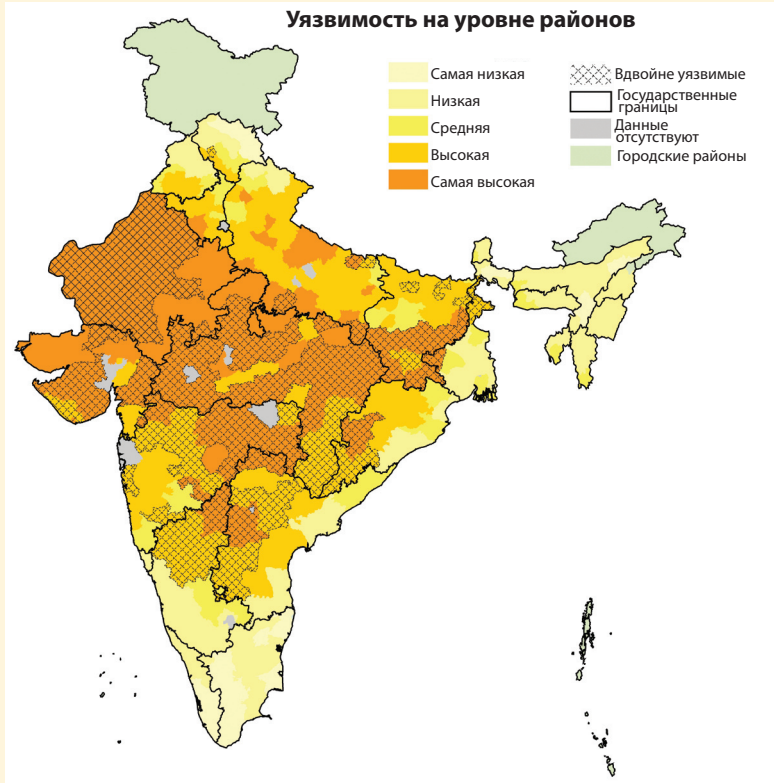 Уязвимость на уровне районов
Самая низкая
Низкая
Средняя
Высокая
Самая высокая
Вдвойне уязвимые
Государственные
границы
Данные
отсутствуют
Городские районы